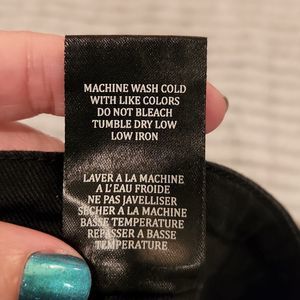 MACHINE WASH COLD
WITH LIKE COLORS
DO NOT BLEACH
TUMBLE DRY LOW
LOW IRON
LAVER A LA MACHINE
A L'EAU FROIDE
NE PAS JAVELLISER
SECHER A LA MACHINE
BASSE TEMPERATURE
REPASSER A BASSE
TEMPERATURE